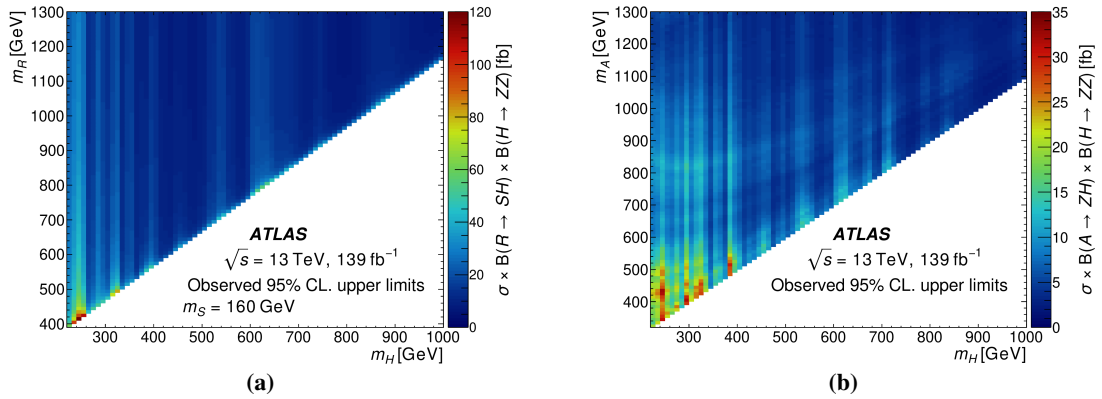 1300
1200
1100
1000
900
800
700
600
500
400
m_R [GeV]
200 300 400 500 600 700 800 900 1000
m_H [GeV]
ATLAS
√s = 13 TeV, 139 fb⁻¹
Observed 95% CL. upper limits
m_S = 160 GeV
120
100
80
60
40
20
0
σ × B(R → SH) × B(H → ZZ) [fb]
(a)
1300
1200
1100
1000
900
800
700
600
500
400
m_A [GeV]
300 400 500 600 700 800 900 1000
m_H [GeV]
ATLAS
√s = 13 TeV, 139 fb⁻¹
Observed 95% CL. upper limits
35
30
25
20
15
10
5
0
σ × B(A → ZH) × B(H → ZZ) [fb]
(b)